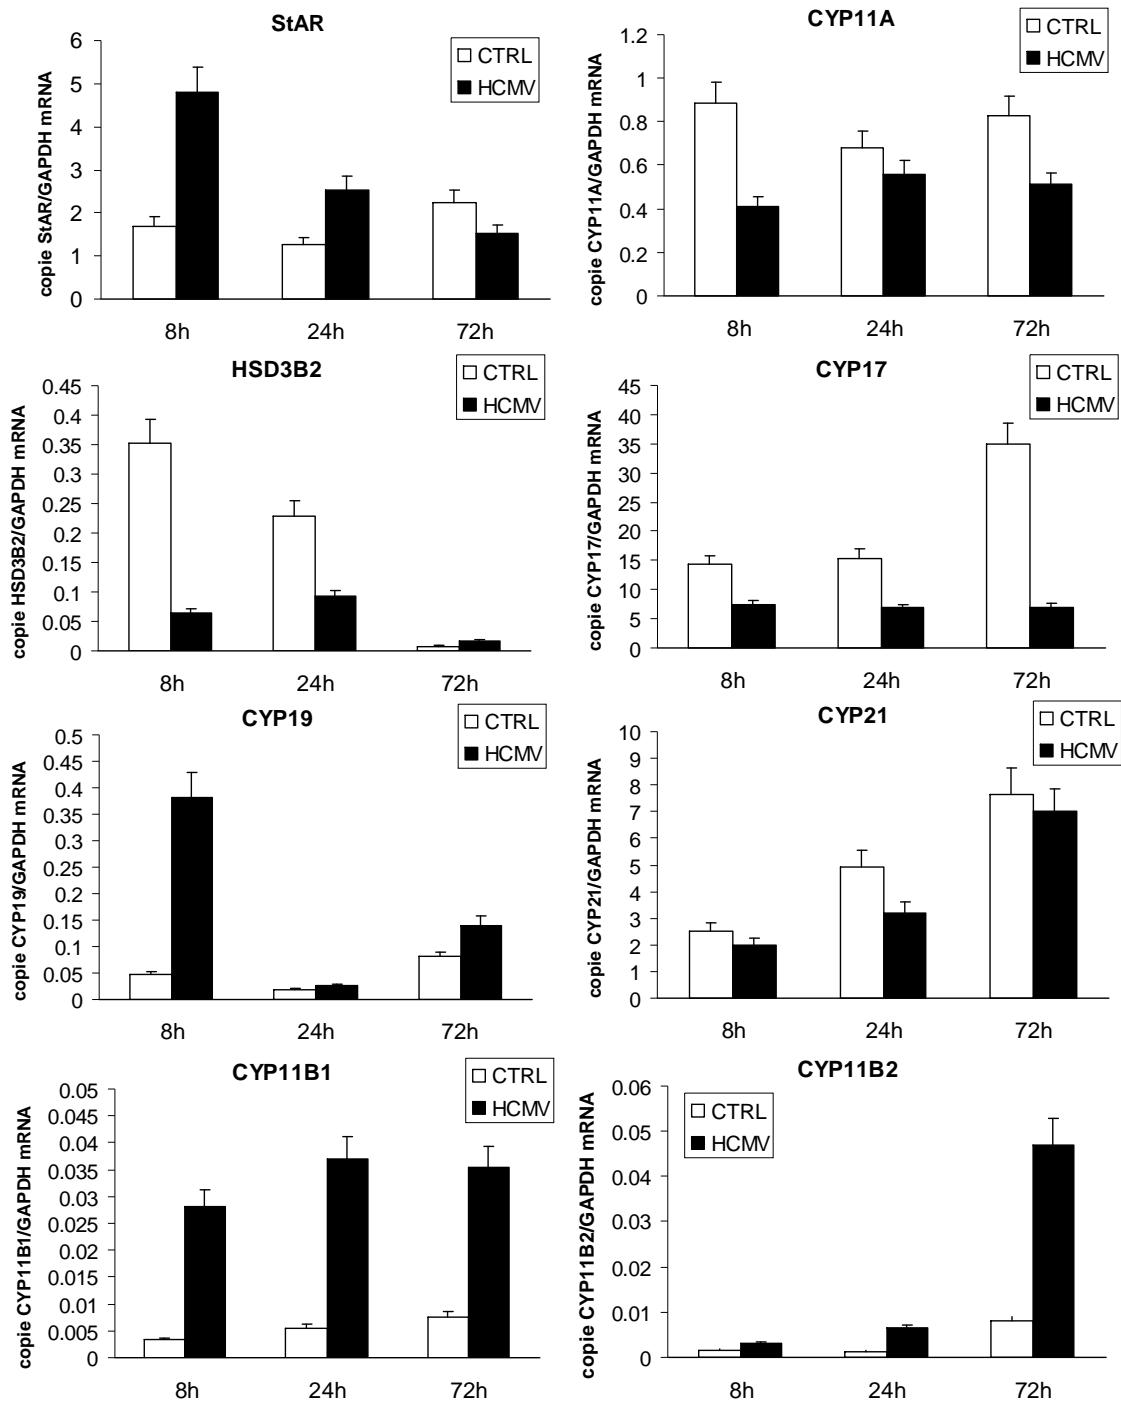 StAR
copie StAR/GAPDH mRNA
6
5
4
3
2
1
0
CTRL
HCMV
8h 24h 72h
CYP11A
copie CYP11A/GAPDH mRNA
1.2
1
0.8
0.6
0.4
0.2
0
CTRL
HCMV
8h 24h 72h
HSD3B2
copie HSD3B2/GAPDH mRNA
0.45
0.4
0.35
0.3
0.25
0.2
0.15
0.1
0.05
0
CTRL
HCMV
8h 24h 72h
CYP17
copie CYP17/GAPDH mRNA
45
40
35
30
25
20
15
10
5
0
CTRL
HCMV
8h 24h 72h
CYP19
copie CYP19/GAPDH mRNA
0.5
0.45
0.4
0.35
0.3
0.25
0.2
0.15
0.1
0.05
0
CTRL
HCMV
8h 24h 72h
CYP21
copie CYP21/GAPDH mRNA
10
9
8
7
6
5
4
3
2
1
0
CTRL
HCMV
8h 24h 72h
CYP11B1
copie CYP11B1/GAPDH mRNA
0.05
0.045
0.04
0.035
0.03
0.025
0.02
0.015
0.01
0.005
0
CTRL
HCMV
8h 24h 72h
CYP11B2
copie CYP11B2/GAPDH mRNA
0.06
0.05
0.04
0.03
0.02
0.01
0
CTRL
HCMV
8h 24h 72h